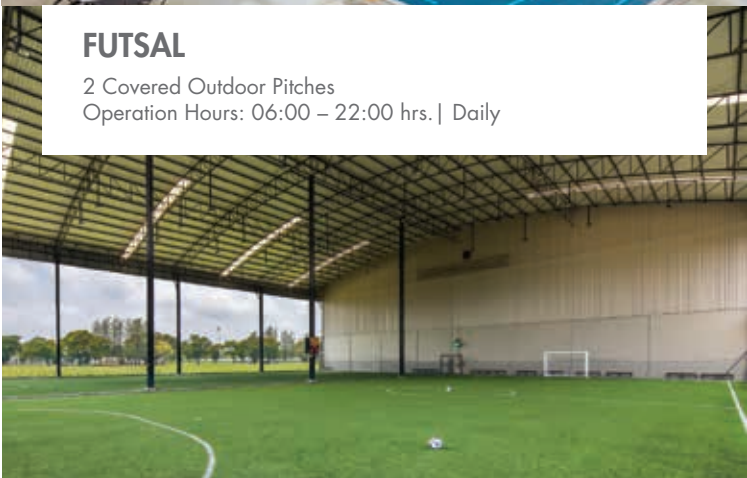 FUTSAL
2 Covered Outdoor Pitches
Operation Hours: 06:00 – 22:00 hrs.| Daily